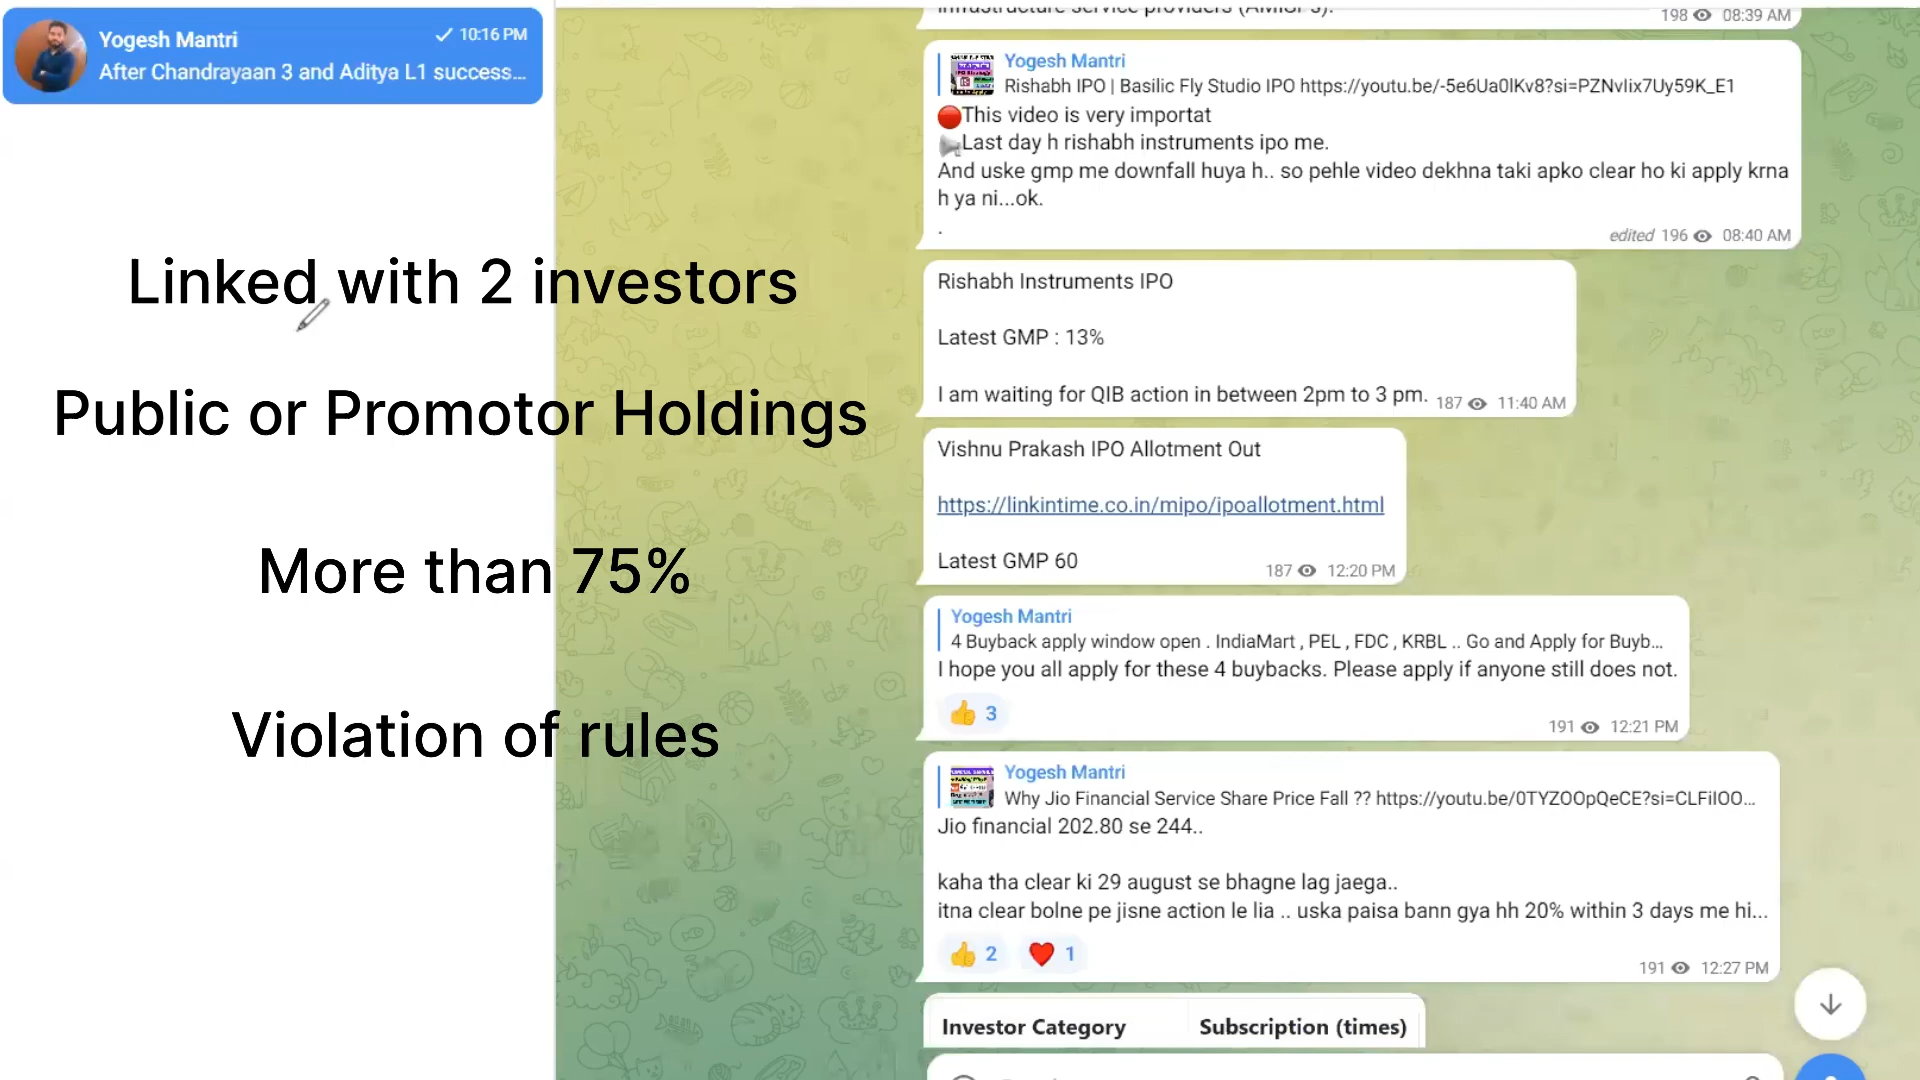 Yogesh Mantri
10:16 PM
After Chandrayaan 3 and Aditya L1 success...
Linked with 2 investors
Public or Promotor Holdings
More than 75%
Violation of rules
infrastructure service providers (AMISPs).
198 08:39 AM
Yogesh Mantri
Rishabh IPO | Basilic Fly Studio IPO https://youtu.be/-5e6Ua0lKv8?si=PZNvIix7Uy59K_E1
This video is very importat
Last day h rishabh instruments ipo me.
And uske gmp me downfall huya h.. so pehle video dekhna taki apko clear ho ki apply krna
h ya ni...ok.
.
edited 196 08:40 AM
Rishabh Instruments IPO
Latest GMP : 13%
I am waiting for QIB action in between 2pm to 3 pm.
187 11:40 AM
Vishnu Prakash IPO Allotment Out
https://linkintime.co.in/mipo/ipoallotment.html
Latest GMP 60
187 12:20 PM
Yogesh Mantri
4 Buyback apply window open . IndiaMart , PEL , FDC , KRBL .. Go and Apply for Buyb...
I hope you all apply for these 4 buybacks. Please apply if anyone still does not.
👍 3
191 12:21 PM
Yogesh Mantri
Why Jio Financial Service Share Price Fall ?? https://youtu.be/0TYZOOpQeCE?si=CLFiIOO...
Jio financial 202.80 se 244..
kaha tha clear ki 29 august se bhagne lag jaega..
itna clear bolne pe jisne action le lia .. uska paisa bann gya hh 20% within 3 days me hi...
👍 2 ❤️ 1
191 12:27 PM
Investor Category Subscription (times)